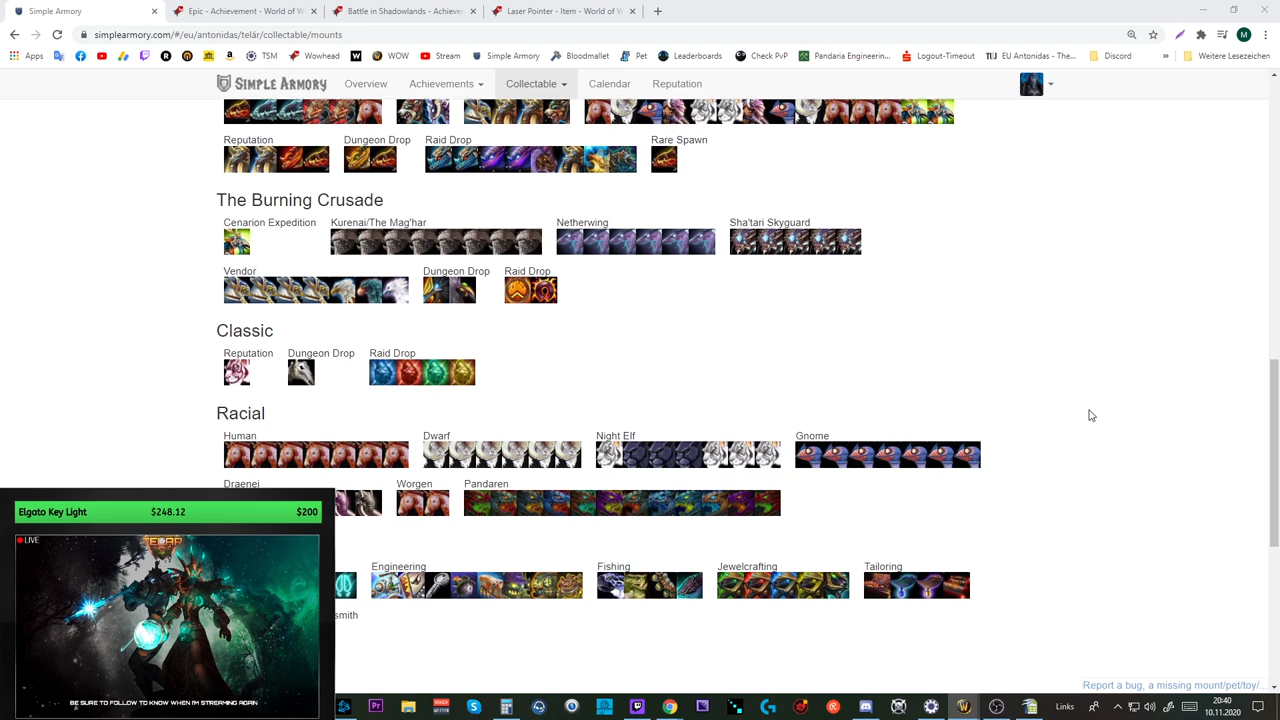 Simple Armory
Epic - Achievement - World of W
Battle in Shadowlands - Achieve
Laser Pointer - Item - World of W
simplearmory.com/#/eu/antonidas/telár/collectable/mounts
M
Apps
TSM
Wowhead
WOW
Stream
Simple Armory
Bloodmallet
Pet
Leaderboards
Check PvP
Pandaria Engineerin...
Logout-Timeout
EU Antonidas - The...
Discord
»
Weitere Lesezeichen
SIMPLE ARMORY
Overview
Achievements
Collectable
Calendar
Reputation
Reputation
Dungeon Drop
Raid Drop
Rare Spawn
The Burning Crusade
Cenarion Expedition
Kurenai/The Mag'har
Netherwing
Sha'tari Skyguard
Vendor
Dungeon Drop
Raid Drop
Classic
Reputation
Dungeon Drop
Raid Drop
Racial
Human
Dwarf
Night Elf
Gnome
Draenei
Worgen
Pandaren
Engineering
Fishing
Jewelcrafting
Tailoring
smith
Elgato Key Light
$248.12
$200
LIVE
TELAR
BE SURE TO FOLLOW TO KNOW WHEN I'M STREAMING AGAIN
Report a bug, a missing mount/pet/toy/...
Links
20:40
10.11.2020